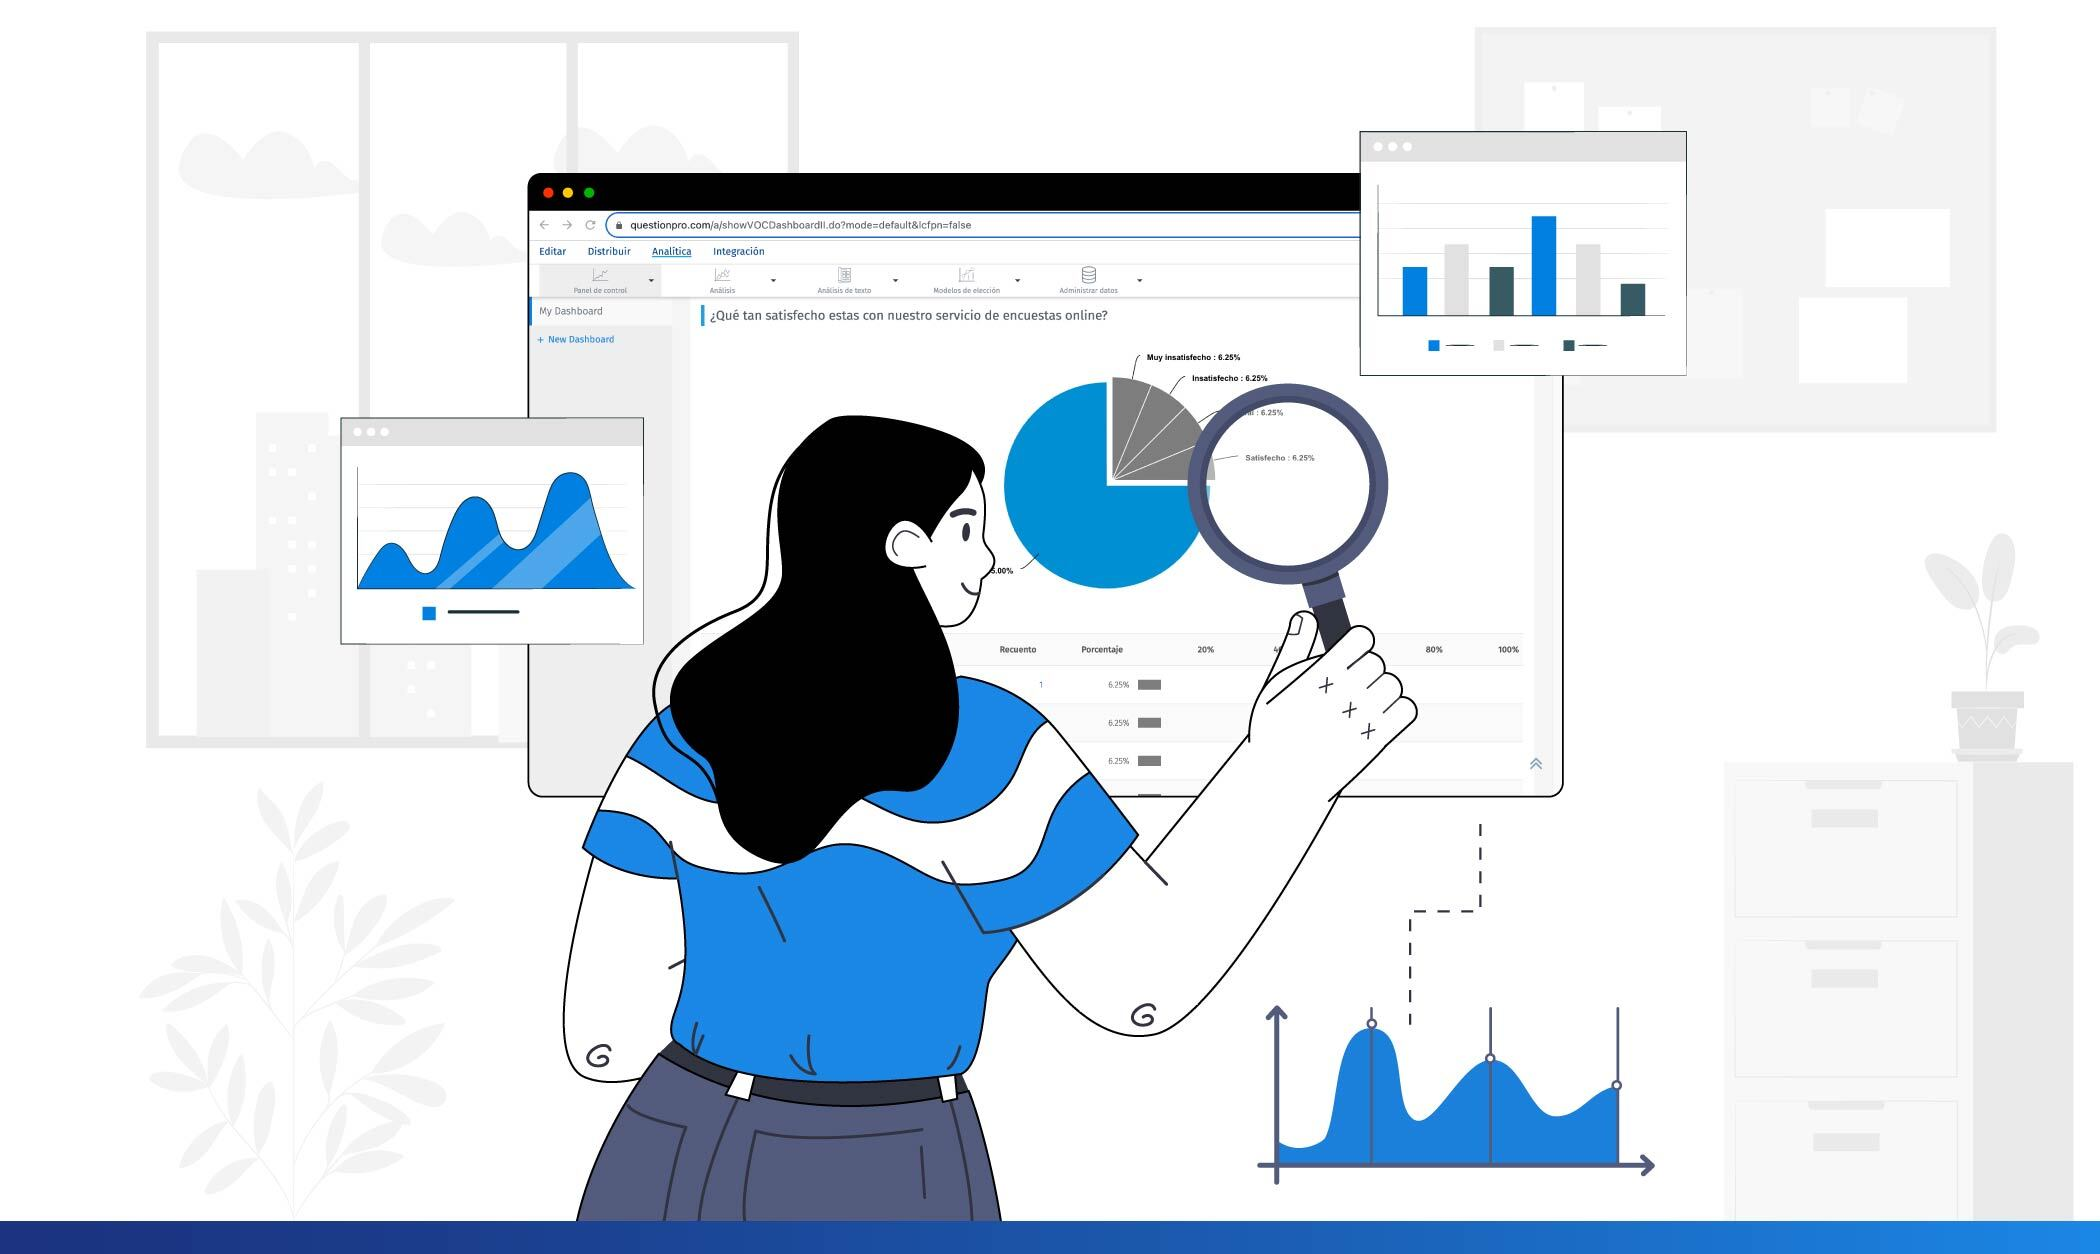 questionpro.com/a/showVOCDashboardII.do?mode=default&icfpn=false
Editar Distribuir Analítica Integración
Panel de control Análisis Análisis de texto Modelos de elección Administrar datos
My Dashboard
+ New Dashboard
¿Qué tan satisfecho estas con nuestro servicio de encuestas online?
Muy insatisfecho : 6.25%
Insatisfecho : 6.25%
: 6.25%
Satisfecho : 6.25%
5.00%
Recuento Porcentaje 20% 80% 100%
1 6.25%
6.25%
6.25%